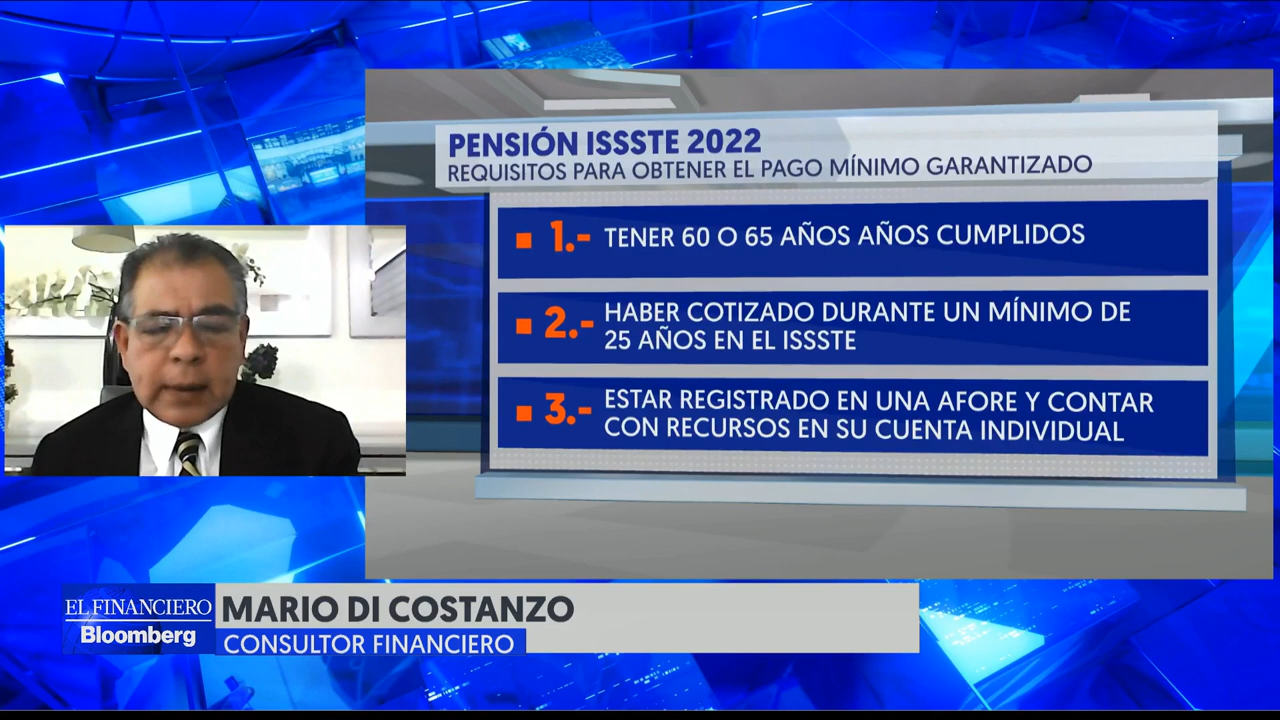 PENSIÓN ISSSTE 2022
REQUISITOS PARA OBTENER EL PAGO MÍNIMO GARANTIZADO
1.- TENER 60 O 65 AÑOS AÑOS CUMPLIDOS
2.- HABER COTIZADO DURANTE UN MÍNIMO DE
25 AÑOS EN EL ISSSTE
3.- ESTAR REGISTRADO EN UNA AFORE Y CONTAR
CON RECURSOS EN SU CUENTA INDIVIDUAL
EL FINANCIERO
Bloomberg
MARIO DI COSTANZO
CONSULTOR FINANCIERO